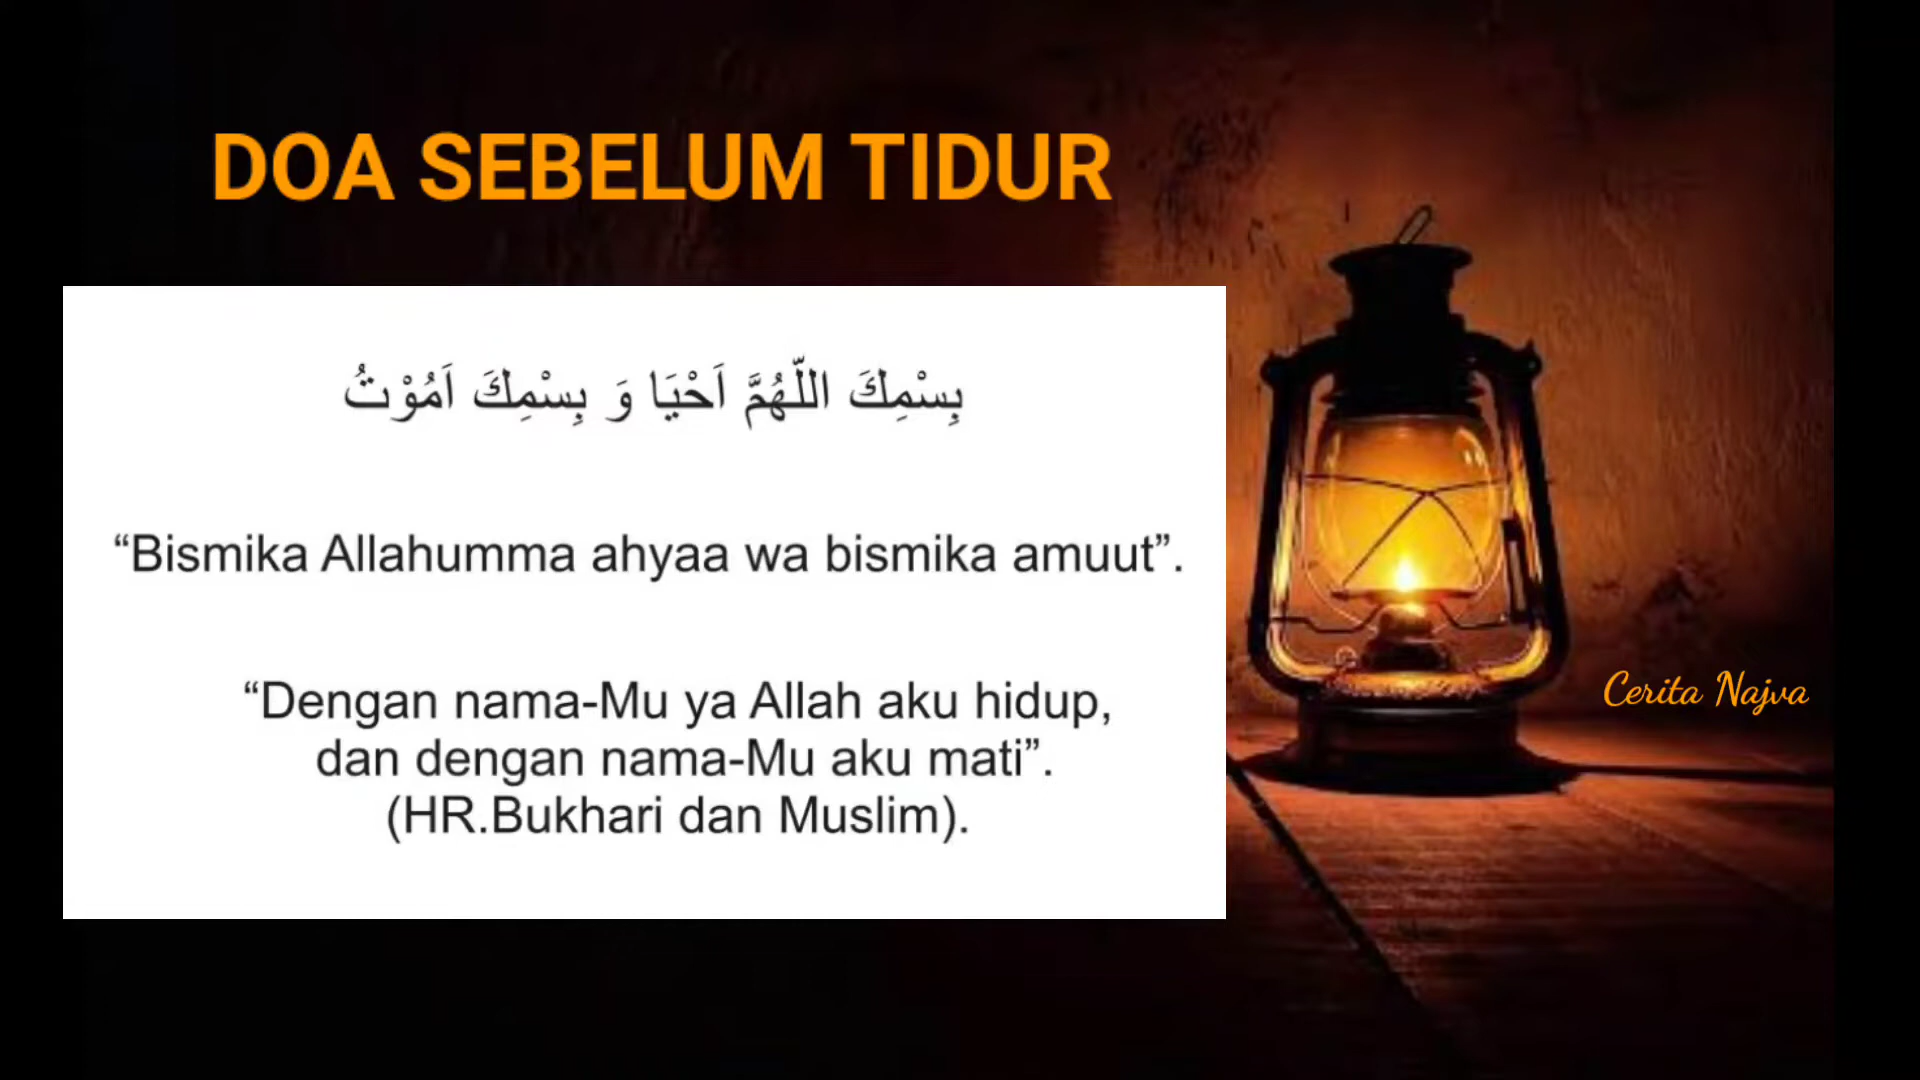 DOA SEBELUM TIDUR
بِسْمِكَ اللّٰهُمَّ اَحْيَا وَ بِسْمِكَ اَمُوْتُ
“Bismika Allahumma ahyaa wa bismika amuut”.
“Dengan nama-Mu ya Allah aku hidup,
dan dengan nama-Mu aku mati”.
(HR.Bukhari dan Muslim).
Cerita Najva